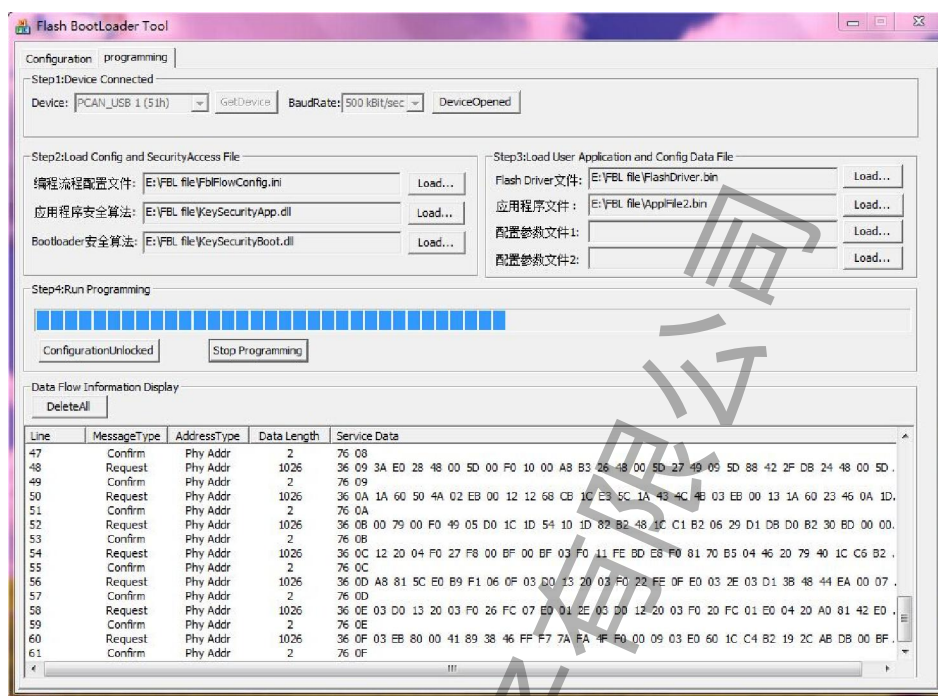 Flash BootLoader Tool
Configuration programming
Step1:Device Connected
Device: PCAN_USB 1 (51h) GetDevice BaudRate: 500 kBit/sec DeviceOpened
Step2:Load Config and SecurityAccess File
编程流程配置文件: E:\FBL file\FblFlowConfig.ini Load...
应用程序安全算法: E:\FBL file\KeySecurityApp.dll Load...
Bootloader安全算法: E:\FBL file\KeySecurityBoot.dll Load...
Step3:Load User Application and Config Data File
Flash Driver文件: E:\FBL file\FlashDriver.bin Load...
应用程序文件: E:\FBL file\ApplFile2.bin Load...
配置参数文件1: Load...
配置参数文件2: Load...
Step4:Run Programming
ConfigurationUnlocked Stop Programming
Data Flow Information Display
DeleteAll
Line MessageType AddressType Data Length Service Data
47 Confirm Phy Addr 2 76 08
48 Request Phy Addr 1026 36 09 3A E0 28 48 00 5D 00 F0 10 00 A8 B3 26 48 00 5D 27 49 09 5D 88 42 2F DB 24 48 00 5D .
49 Confirm Phy Addr 2 76 09
50 Request Phy Addr 1026 36 0A 1A 60 50 4A 02 EB 00 12 12 68 CB 1C E3 5C 1A 43 4C 4B 03 EB 00 13 1A 60 23 46 0A 1D.
51 Confirm Phy Addr 2 76 0A
52 Request Phy Addr 1026 36 0B 00 79 00 F0 49 05 D0 1C 1D 54 10 1D 82 B2 48 1C C1 B2 06 29 D1 DB D0 B2 30 BD 00 00.
53 Confirm Phy Addr 2 76 0B
54 Request Phy Addr 1026 36 0C 12 20 04 F0 27 F8 00 BF 00 BF 03 F0 11 FE BD E8 F0 81 70 B5 04 46 20 79 40 1C C6 B2 .
55 Confirm Phy Addr 2 76 0C
56 Request Phy Addr 1026 36 0D A8 81 5C E0 B9 F1 06 0F 03 D0 13 20 03 F0 22 FE 0F E0 03 2E 03 D1 3B 48 44 EA 00 07 .
57 Confirm Phy Addr 2 76 0D
58 Request Phy Addr 1026 36 0E 03 D0 13 20 03 F0 26 FC 07 E0 01 2E 03 D0 12 20 03 F0 20 FC 01 E0 04 20 A0 81 42 E0 .
59 Confirm Phy Addr 2 76 0E
60 Request Phy Addr 1026 36 0F 03 EB 80 00 41 89 38 46 FF F7 7A FA 4F F0 00 09 03 E0 60 1C C4 B2 19 2C AB DB 00 BF .
61 Confirm Phy Addr 2 76 0F
有限公司